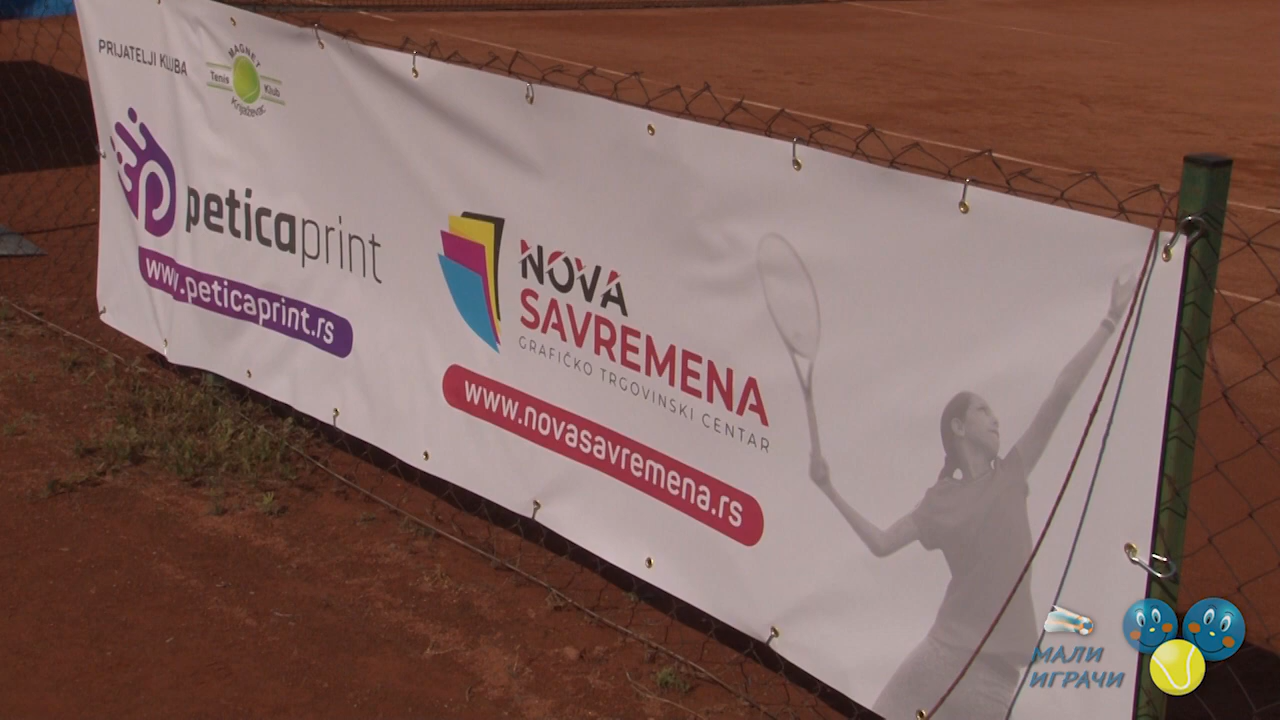 PRIJATELJI KLUBA
MAGNET
Tenis Klub
Knjaževac
peticaprint
www.peticaprint.rs
NOVA
SAVREMENA
GRAFIČKO TRGOVINSKI CENTAR
www.novasavremena.rs
МАЛИ
ИГРАЧИ